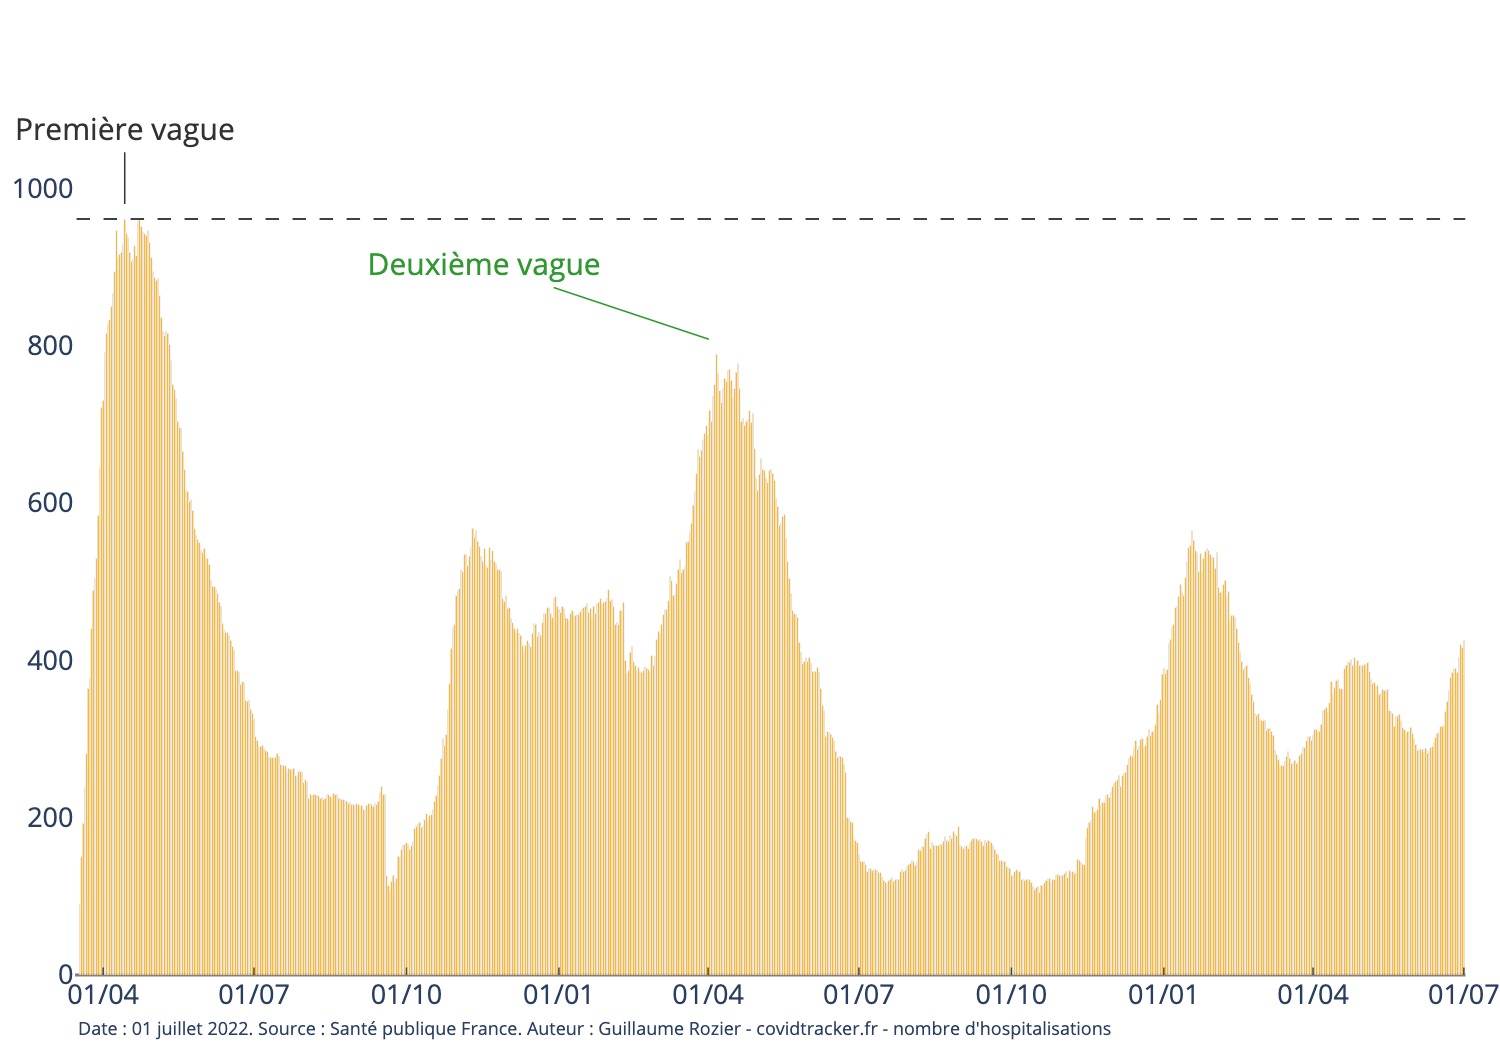 Première vague
1000
Deuxième vague
800
600
400
200
0
01/04 01/07 01/10 01/01 01/04 01/07 01/10 01/01 01/04 01/07
Date : 01 juillet 2022. Source : Santé publique France. Auteur : Guillaume Rozier - covidtracker.fr - nombre d'hospitalisations